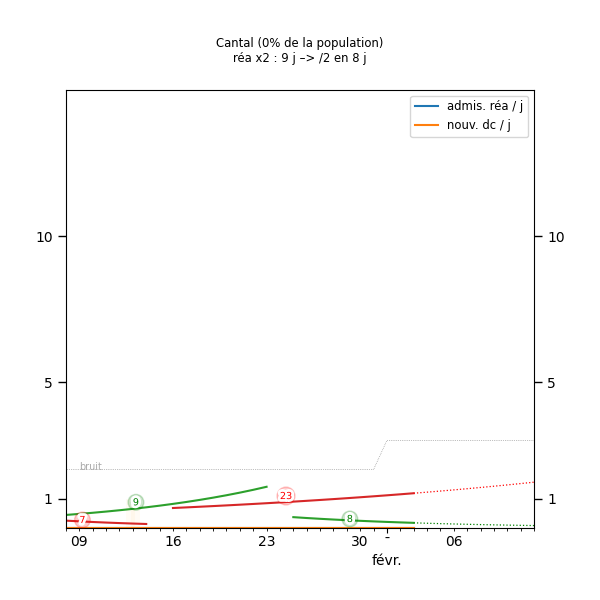 Cantal (0% de la population)
réa x2 : 9 j –> /2 en 8 j
admis. réa / j
nouv. dc / j
10 10
5 5
bruit
1 1
9
23
7
8
09 16 23 30 - 06
févr.